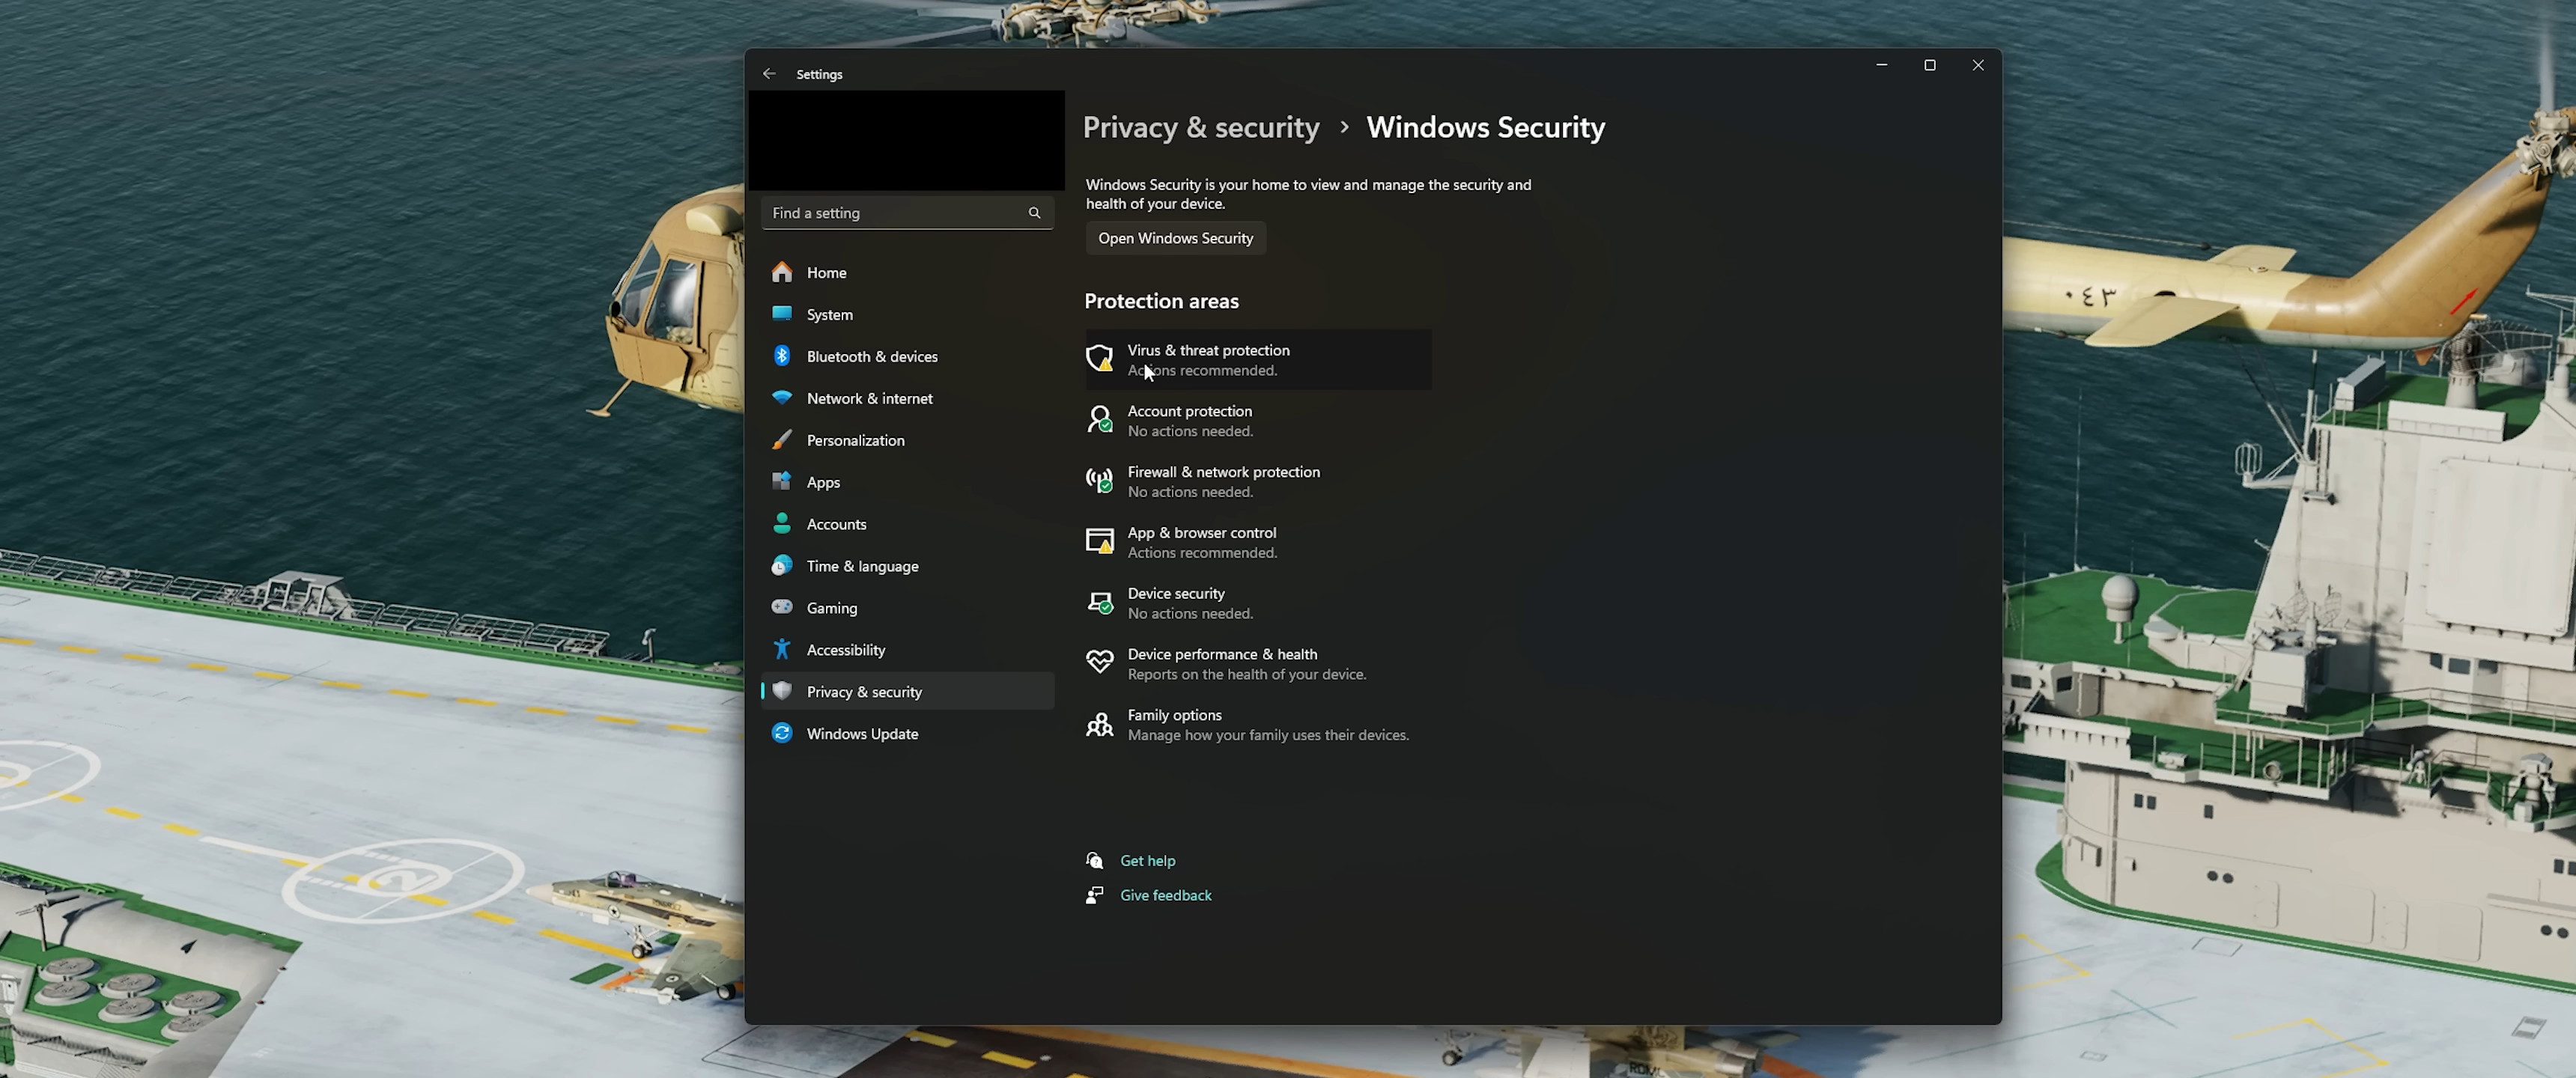 Settings
Privacy & security > Windows Security
Windows Security is your home to view and manage the security and
health of your device.
Open Windows Security
Find a setting
Home
System
Bluetooth & devices
Network & internet
Personalization
Apps
Accounts
Time & language
Gaming
Accessibility
Privacy & security
Windows Update
Protection areas
Virus & threat protection
Actions recommended.
Account protection
No actions needed.
Firewall & network protection
No actions needed.
App & browser control
Actions recommended.
Device security
No actions needed.
Device performance & health
Reports on the health of your device.
Family options
Manage how your family uses their devices.
Get help
Give feedback
٠٤٣
2